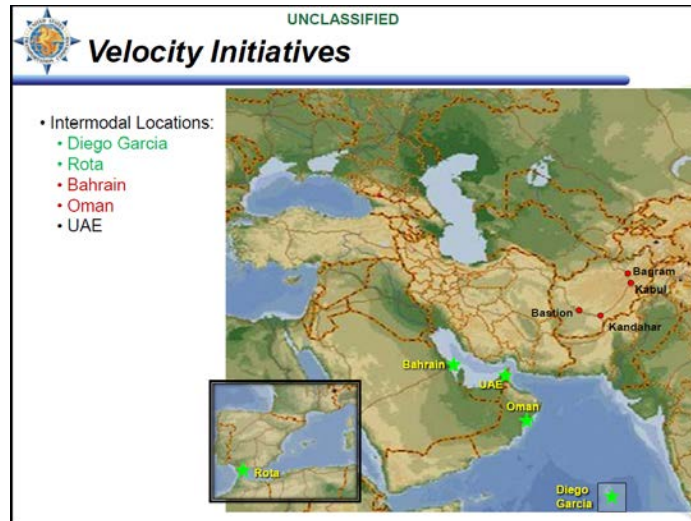 UNCLASSIFIED
Velocity Initiatives
• Intermodal Locations:
• Diego Garcia
• Rota
• Bahrain
• Oman
• UAE
Bagram
Kabul
Bastion
Kandahar
Bahrain
UAE
Oman
Rota
Diego
Garcia